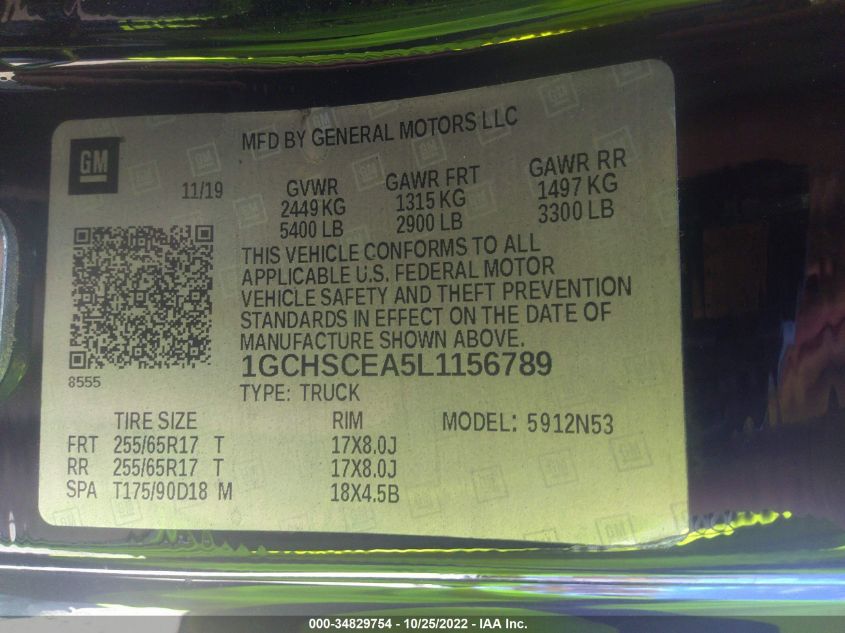 GM
MFD BY GENERAL MOTORS LLC
11/19
GVWR GAWR FRT GAWR RR
2449 KG 1315 KG 1497 KG
5400 LB 2900 LB 3300 LB
THIS VEHICLE CONFORMS TO ALL
APPLICABLE U.S. FEDERAL MOTOR
VEHICLE SAFETY AND THEFT PREVENTION
STANDARDS IN EFFECT ON THE DATE OF
MANUFACTURE SHOWN ABOVE.
8555
1GCHSCEA5L1156789
TYPE: TRUCK
TIRE SIZE RIM MODEL: 5912N53
FRT 255/65R17 T 17X8.0J
RR 255/65R17 T 17X8.0J
SPA T175/90D18 M 18X4.5B
000-34829754 - 10/25/2022 - IAA Inc.